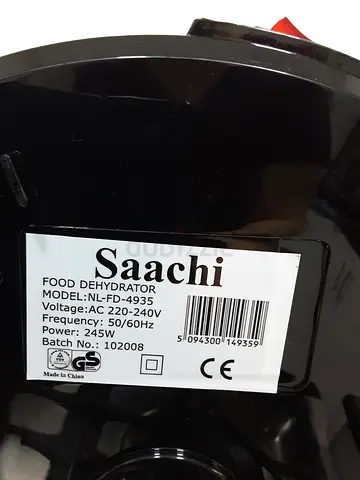 Saachi
FOOD DEHYDRATOR
MODEL:NL-FD-4935
Voltage:AC 220-240V
Frequency: 50/60Hz
Power: 245W
Batch No.: 102008
5 094300 149359
GS
CE
Made in China